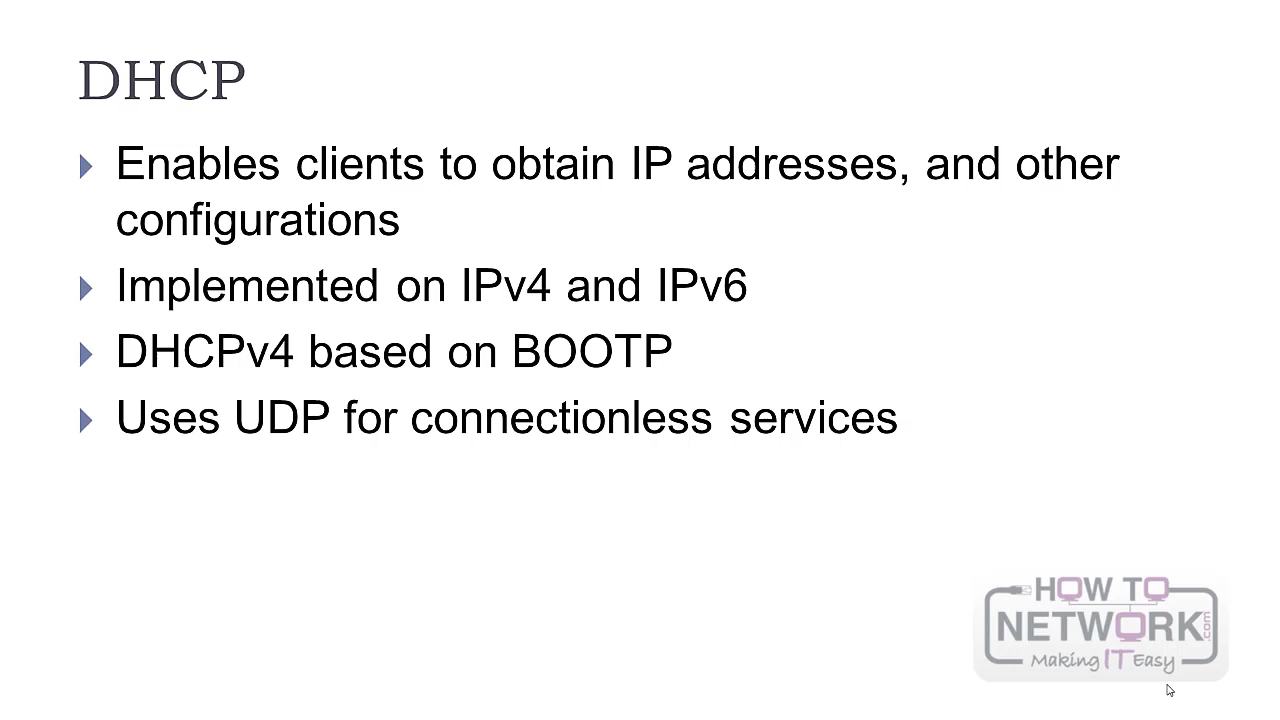 DHCP
Enables clients to obtain IP addresses, and other
configurations
Implemented on IPv4 and IPv6
DHCPv4 based on BOOTP
Uses UDP for connectionless services
HOW TO
NETWORK.com
Making IT Easy